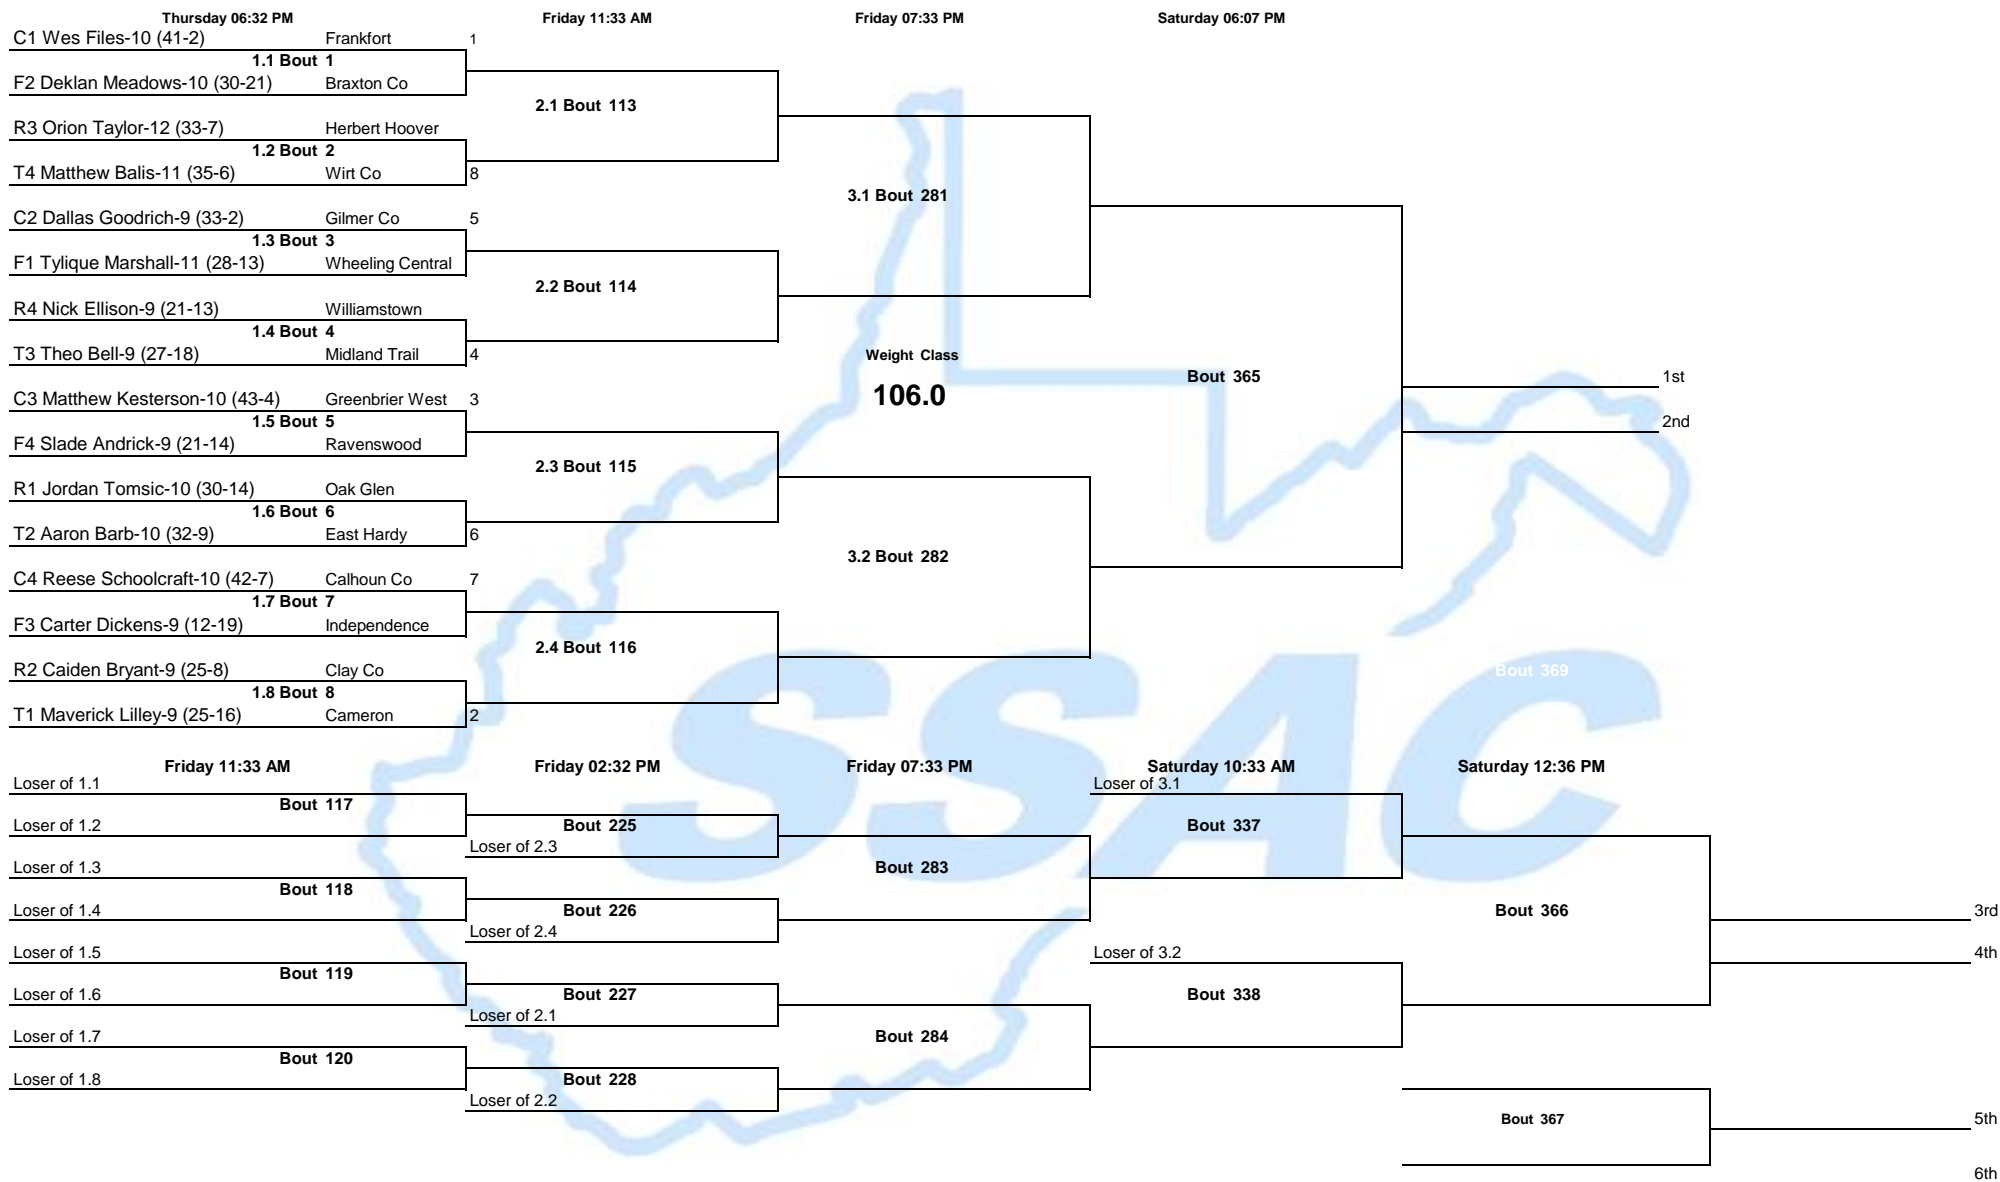 Thursday 06:32 PM Friday 11:33 AM Friday 07:33 PM Saturday 06:07 PM
C1 Wes Files-10 (41-2) Frankfort 1
1.1 Bout 1
F2 Deklan Meadows-10 (30-21) Braxton Co
2.1 Bout 113
R3 Orion Taylor-12 (33-7) Herbert Hoover
1.2 Bout 2
T4 Matthew Balis-11 (35-6) Wirt Co 8
3.1 Bout 281
C2 Dallas Goodrich-9 (33-2) Gilmer Co 5
1.3 Bout 3
F1 Tylique Marshall-11 (28-13) Wheeling Central
2.2 Bout 114
R4 Nick Ellison-9 (21-13) Williamstown
1.4 Bout 4
T3 Theo Bell-9 (27-18) Midland Trail 4
Weight Class
106.0
Bout 365
1st
2nd
C3 Matthew Kesterson-10 (43-4) Greenbrier West 3
1.5 Bout 5
F4 Slade Andrick-9 (21-14) Ravenswood
2.3 Bout 115
R1 Jordan Tomsic-10 (30-14) Oak Glen
1.6 Bout 6
T2 Aaron Barb-10 (32-9) East Hardy 6
3.2 Bout 282
C4 Reese Schoolcraft-10 (42-7) Calhoun Co 7
1.7 Bout 7
F3 Carter Dickens-9 (12-19) Independence
2.4 Bout 116
R2 Caiden Bryant-9 (25-8) Clay Co
1.8 Bout 8
T1 Maverick Lilley-9 (25-16) Cameron 2
Bout 369
SSAC
Friday 11:33 AM Friday 02:32 PM Friday 07:33 PM Saturday 10:33 AM Saturday 12:36 PM
Loser of 1.1 Loser of 3.1
Bout 117
Loser of 1.2 Bout 225 Bout 337
Loser of 2.3
Loser of 1.3 Bout 283
Bout 118
Loser of 1.4 Bout 226 Bout 366 3rd
Loser of 2.4
Loser of 1.5 Loser of 3.2 4th
Bout 119
Loser of 1.6 Bout 227 Bout 338
Loser of 2.1
Loser of 1.7 Bout 284
Bout 120
Loser of 1.8 Bout 228
Loser of 2.2
Bout 367 5th
6th